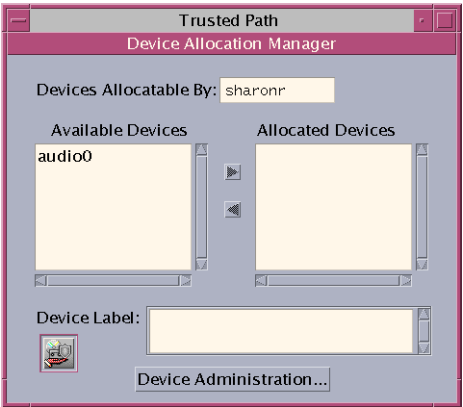 Trusted Path
Device Allocation Manager
Devices Allocatable By: sharonr
Available Devices Allocated Devices
audio0
Device Label:
Device Administration...